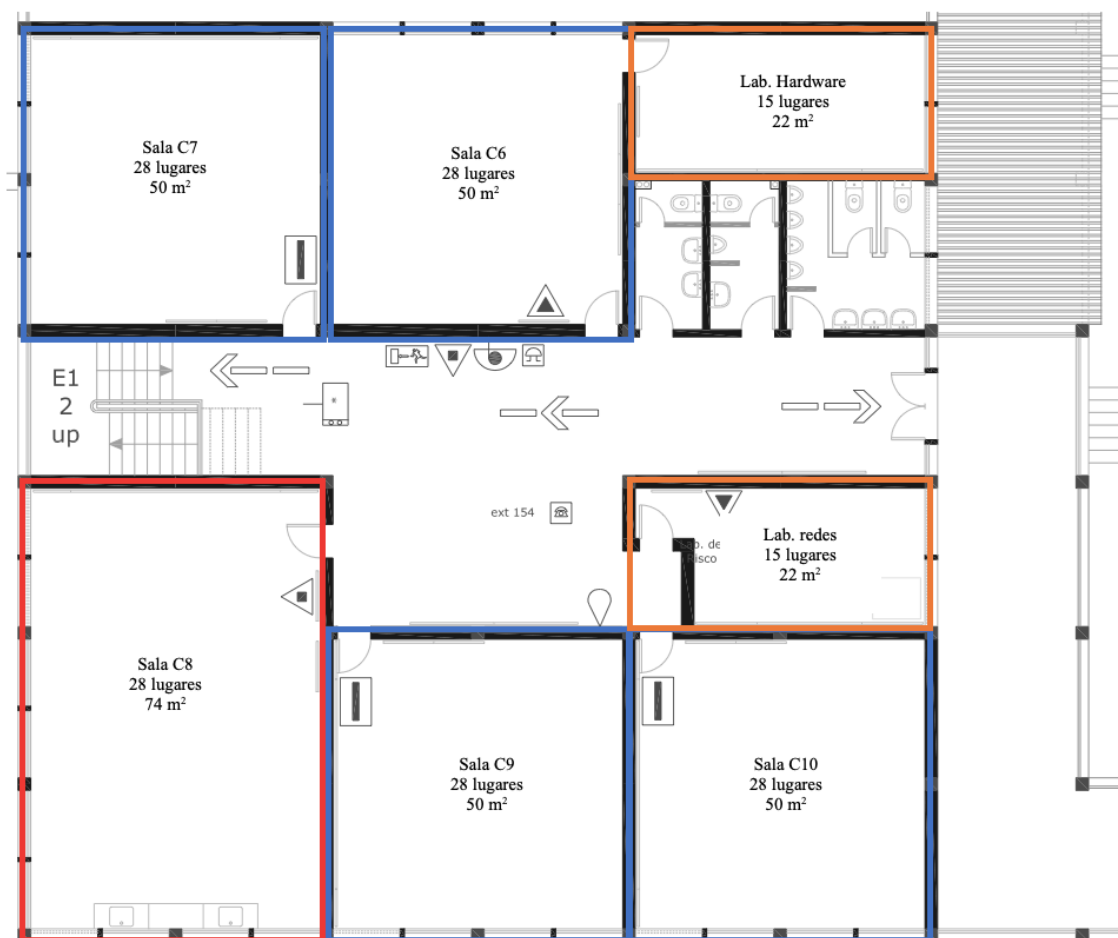 Sala C7
28 lugares
50 m²
Sala C6
28 lugares
50 m²
Lab. Hardware
15 lugares
22 m²
E1
2
up
ext 154
Lab. redes
15 lugares
22 m²
de
Sala C8
28 lugares
74 m²
Sala C9
28 lugares
50 m²
Sala C10
28 lugares
50 m²